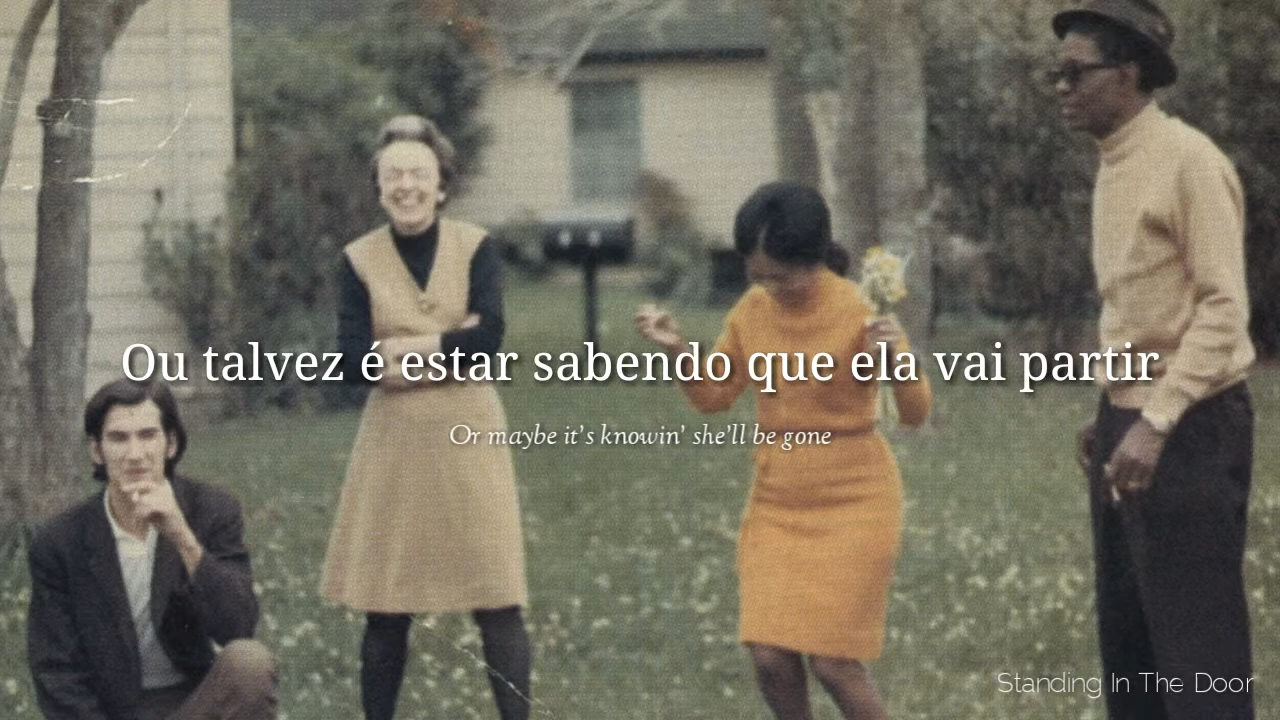 Ou talvez é estar sabendo que ela vai partir
Or maybe it’s knowin’ she’ll be gone
Standing In The Door